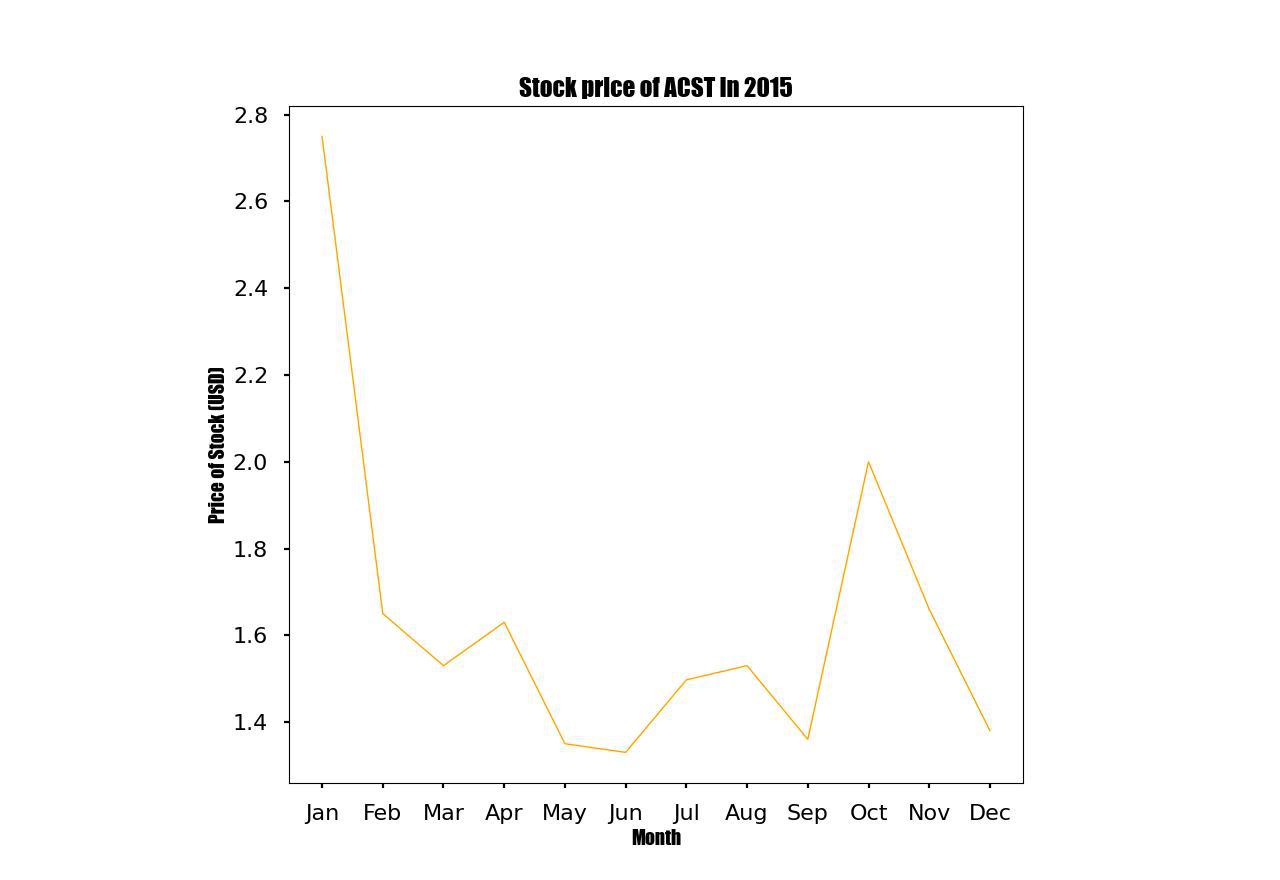 Stock price of ACST in 2015
Price of Stock (USD)
2.8
2.6
2.4
2.2
2.0
1.8
1.6
1.4
Jan Feb Mar Apr May Jun Jul Aug Sep Oct Nov Dec
Month